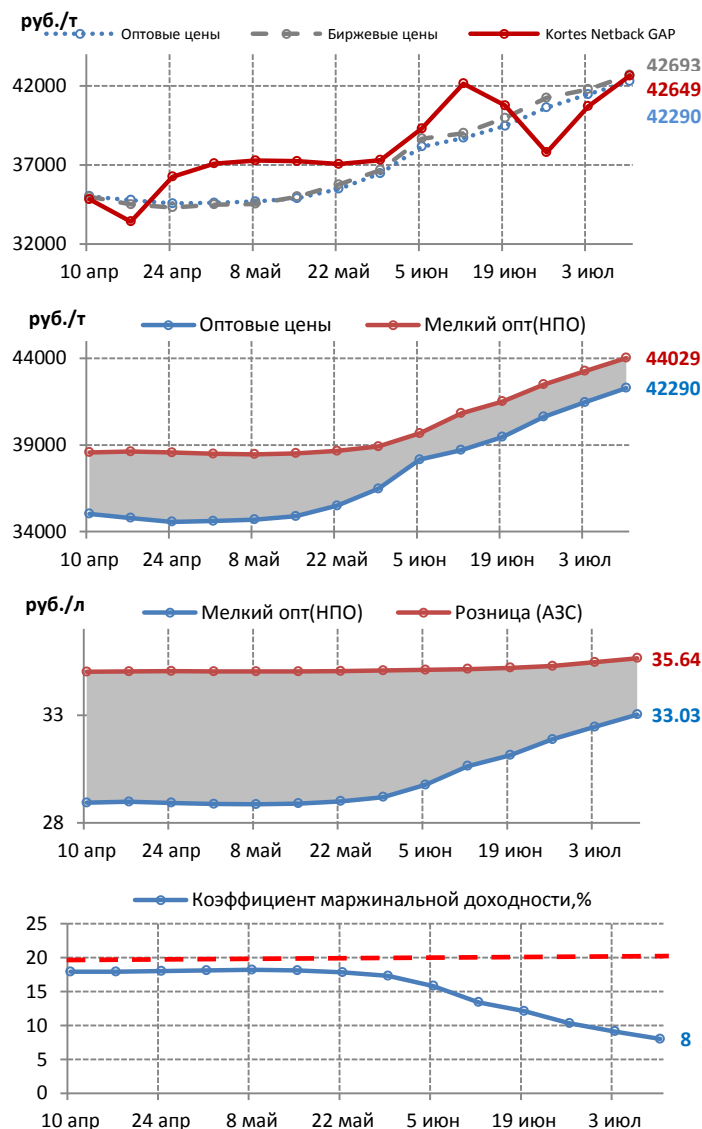 руб./т
Оптовые цены Биржевые цены Kortes Netback GAP
42693
42000
42649
42290
37000
32000
10 апр 24 апр 8 май 22 май 5 июн 19 июн 3 июл
руб./т
Оптовые цены Мелкий опт(НПО)
44000
44029
42290
39000
34000
10 апр 24 апр 8 май 22 май 5 июн 19 июн 3 июл
руб./л
Мелкий опт(НПО) Розница (АЗС)
35.64
33
33.03
28
10 апр 24 апр 8 май 22 май 5 июн 19 июн 3 июл
Коэффициент маржинальной доходности,%
25
20
15
10
8
5
0
10 апр 24 апр 8 май 22 май 5 июн 19 июн 3 июл